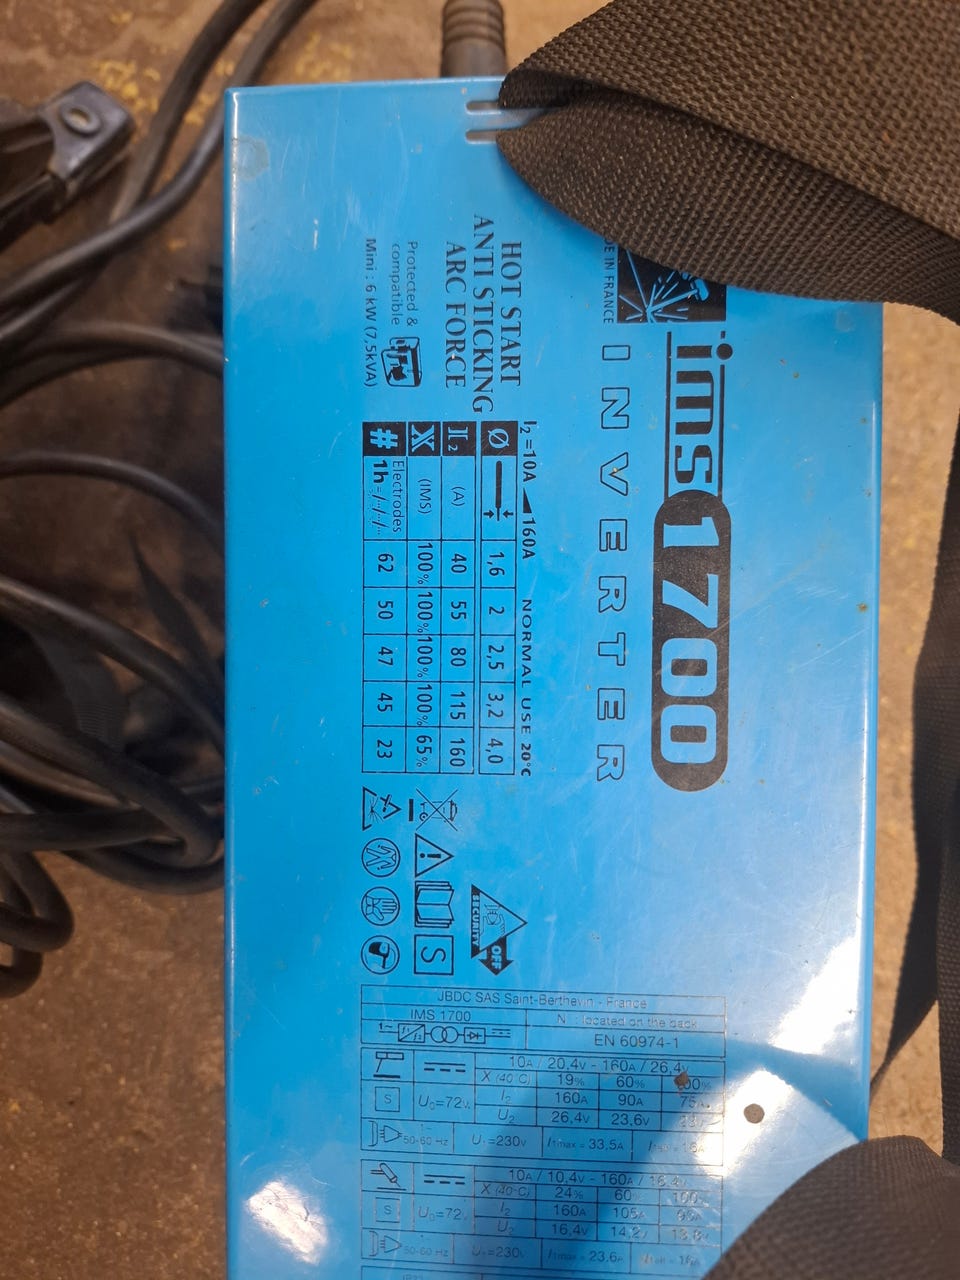 DE IN FRANCE
ims 1700
INVERTER
HOT START
ANTI STICKING
ARC FORCE
Protected &
compatible
Mini : 6 kW (7,5kVA)
I2 =10A 160A NORMAL USE 20°C
Ø 1,6 2 2,5 3,2 4,0
I2 (A) 40 55 80 115 160
X (IMS) 100% 100% 100% 100% 65%
# Electrodes 1h = 62 50 47 45 23
SECURITY OFF
S
JBDC SAS Saint-Berthevin - France
IMS 1700 N° : located on the back
1~ EN 60974-1
10A / 20,4V - 160A / 26,4V
X (40°C) 19% 60% 100%
S U0=72V I2 160A 90A 75A
U2 26,4V 23,6V
1~ 50-60 Hz U1=230V I1max = 33,5A
10A / 10,4V - 160A / 16,4V
X (40°C) 24% 60% 100%
S U0=72V I2 160A 105A
U2 16,4V 14,2V
50-60 Hz U1=230V I1max = 23.6A